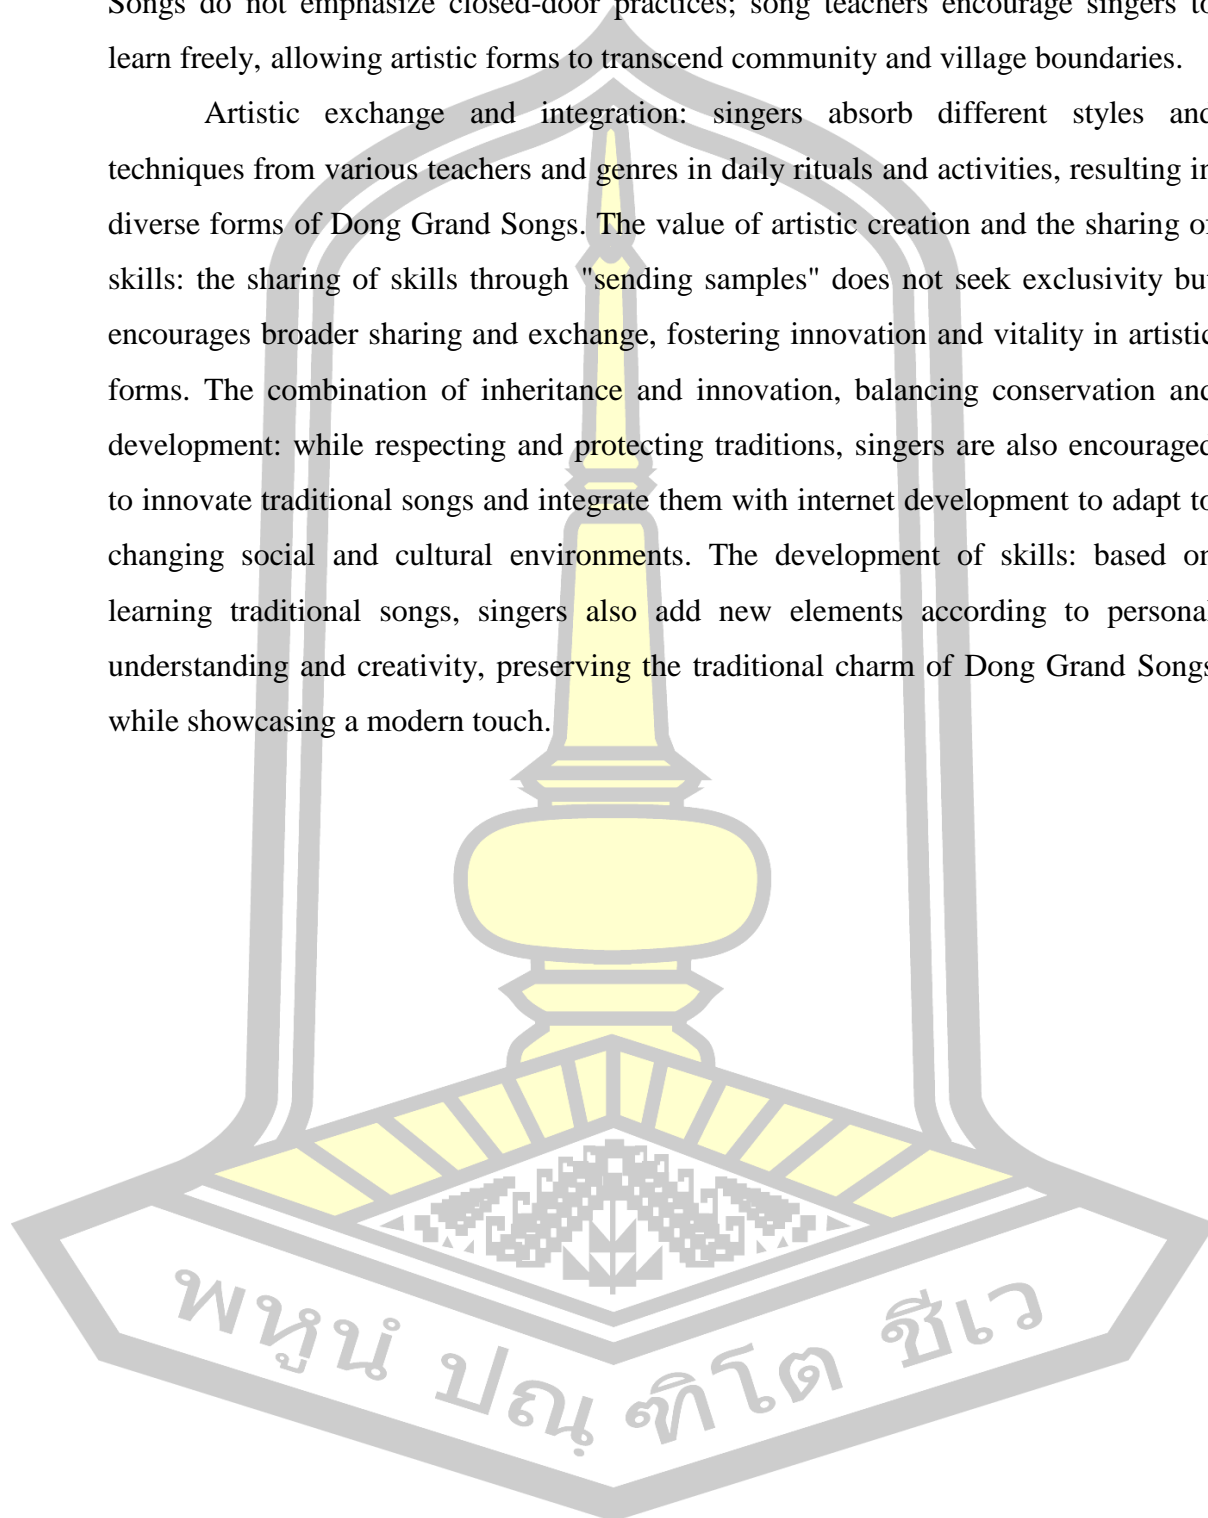 Songs do not emphasize closed-door practices; song teachers encourage singers to
learn freely, allowing artistic forms to transcend community and village boundaries.
Artistic exchange and integration: singers absorb different styles and
techniques from various teachers and genres in daily rituals and activities, resulting in
diverse forms of Dong Grand Songs. The value of artistic creation and the sharing of
skills: the sharing of skills through "sending samples" does not seek exclusivity but
encourages broader sharing and exchange, fostering innovation and vitality in artistic
forms. The combination of inheritance and innovation, balancing conservation and
development: while respecting and protecting traditions, singers are also encouraged
to innovate traditional songs and integrate them with internet development to adapt to
changing social and cultural environments. The development of skills: based on
learning traditional songs, singers also add new elements according to personal
understanding and creativity, preserving the traditional charm of Dong Grand Songs
while showcasing a modern touch.
พหูนํ ปณฺฑิโต ชีเว